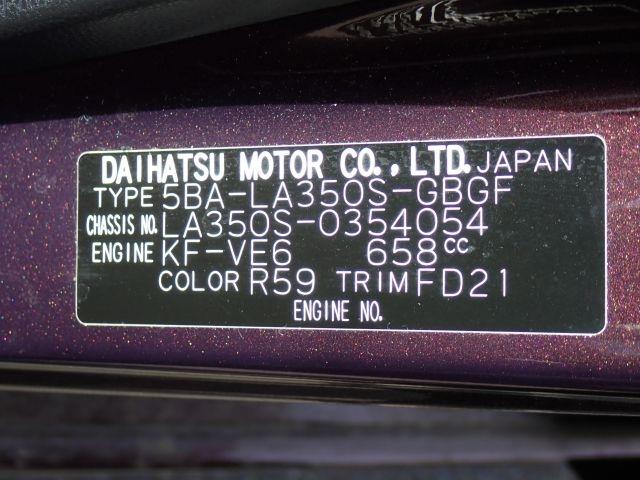 DAIHATSU MOTOR CO., LTD. JAPAN
TYPE 5BA-LA350S-GBGF
CHASSIS NO. LA350S-0354054
ENGINE KF-VE6 658cc
COLOR R59 TRIM FD21
ENGINE NO.